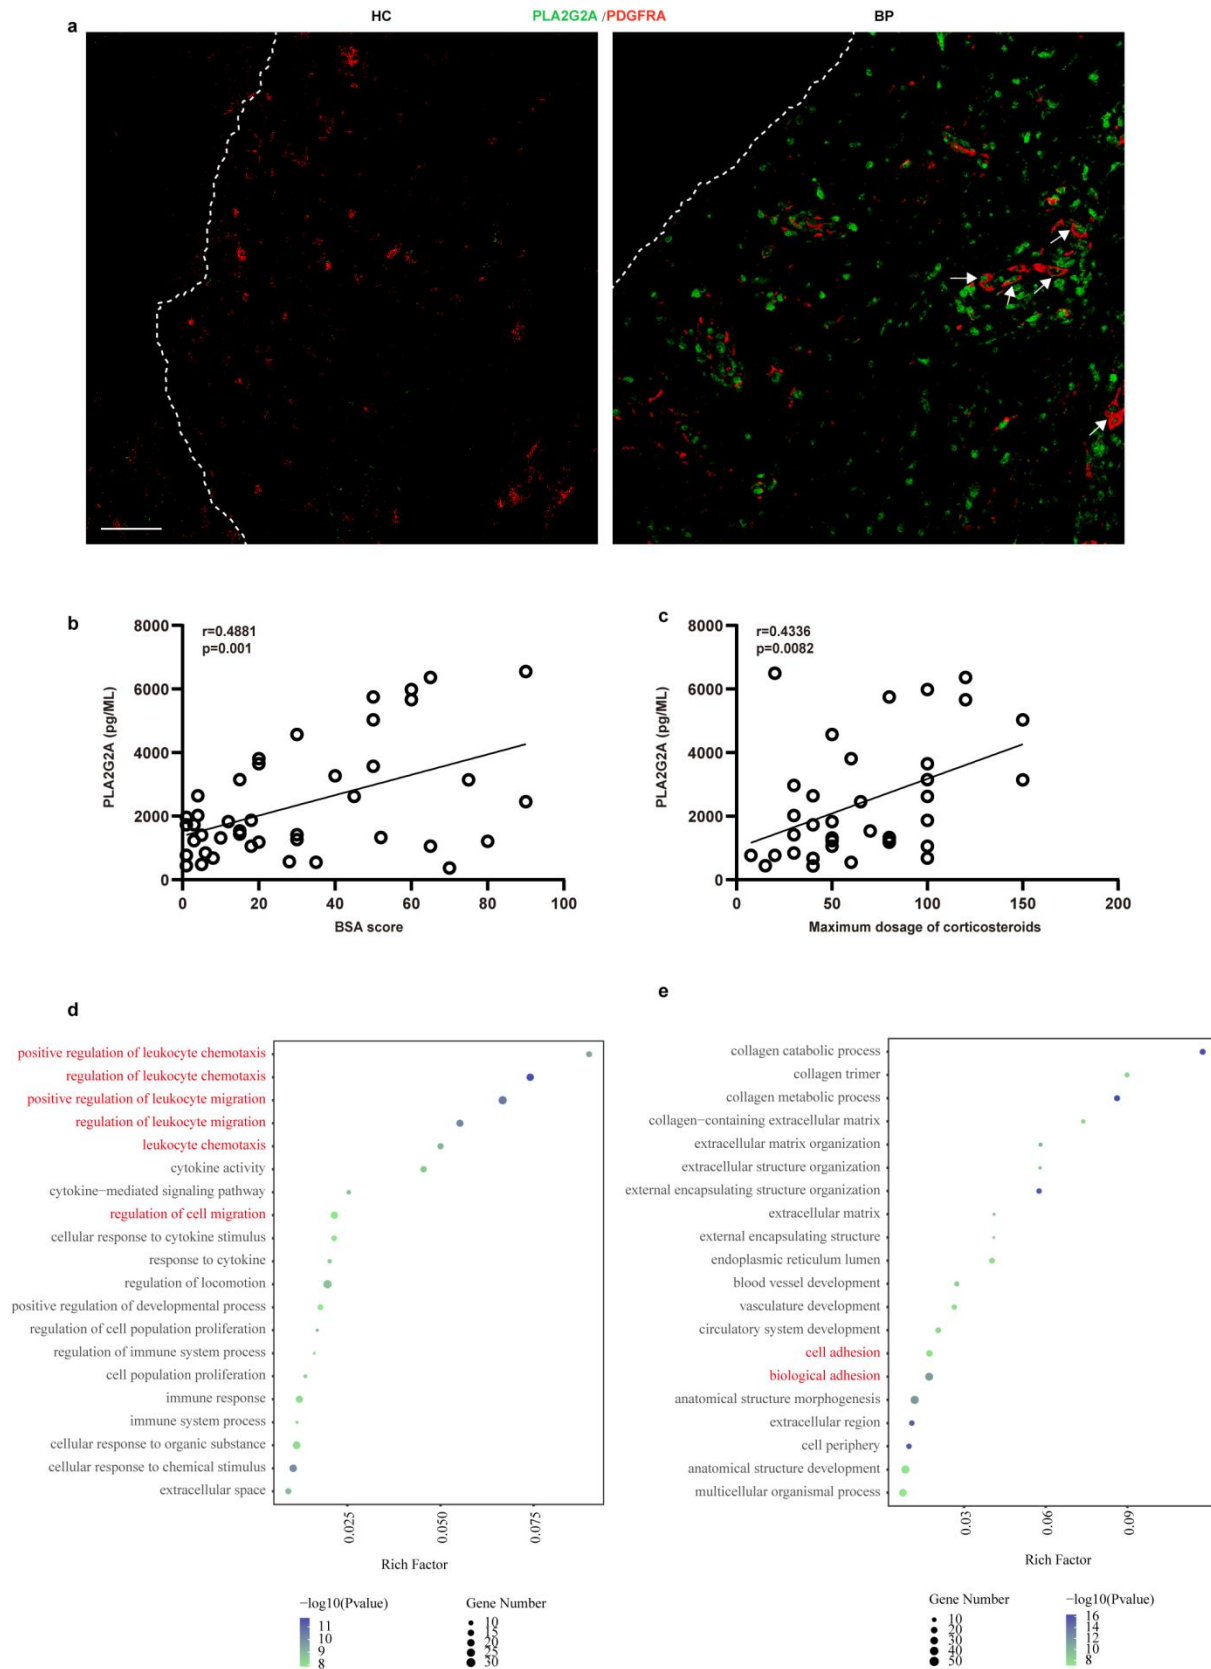 HC
PLA2G2A /PDGFRA
BP
a
b
r=0.4881
p=0.001
8000
6000
4000
2000
0
PLA2G2A (pg/ML)
0
20
40
60
80
100
BSA score
c
r=0.4336
p=0.0082
8000
6000
4000
2000
0
PLA2G2A (pg/ML)
0
50
100
150
200
Maximum dosage of corticosteroids
d
positive regulation of leukocyte chemotaxis
regulation of leukocyte chemotaxis
positive regulation of leukocyte migration
regulation of leukocyte migration
leukocyte chemotaxis
cytokine activity
cytokine−mediated signaling pathway
regulation of cell migration
cellular response to cytokine stimulus
response to cytokine
regulation of locomotion
positive regulation of developmental process
regulation of cell population proliferation
regulation of immune system process
cell population proliferation
immune response
immune system process
cellular response to organic substance
cellular response to chemical stimulus
extracellular space
0.025
0.050
0.075
Rich Factor
−log10(Pvalue)
11
10
9
8
Gene Number
10
15
20
25
30
e
collagen catabolic process
collagen trimer
collagen metabolic process
collagen−containing extracellular matrix
extracellular matrix organization
extracellular structure organization
external encapsulating structure organization
extracellular matrix
external encapsulating structure
endoplasmic reticulum lumen
blood vessel development
vasculature development
circulatory system development
cell adhesion
biological adhesion
anatomical structure morphogenesis
extracellular region
cell periphery
anatomical structure development
multicellular organismal process
0.03
0.06
0.09
Rich Factor
Gene Number
10
20
30
40
50
−log10(Pvalue)
16
14
12
10
8